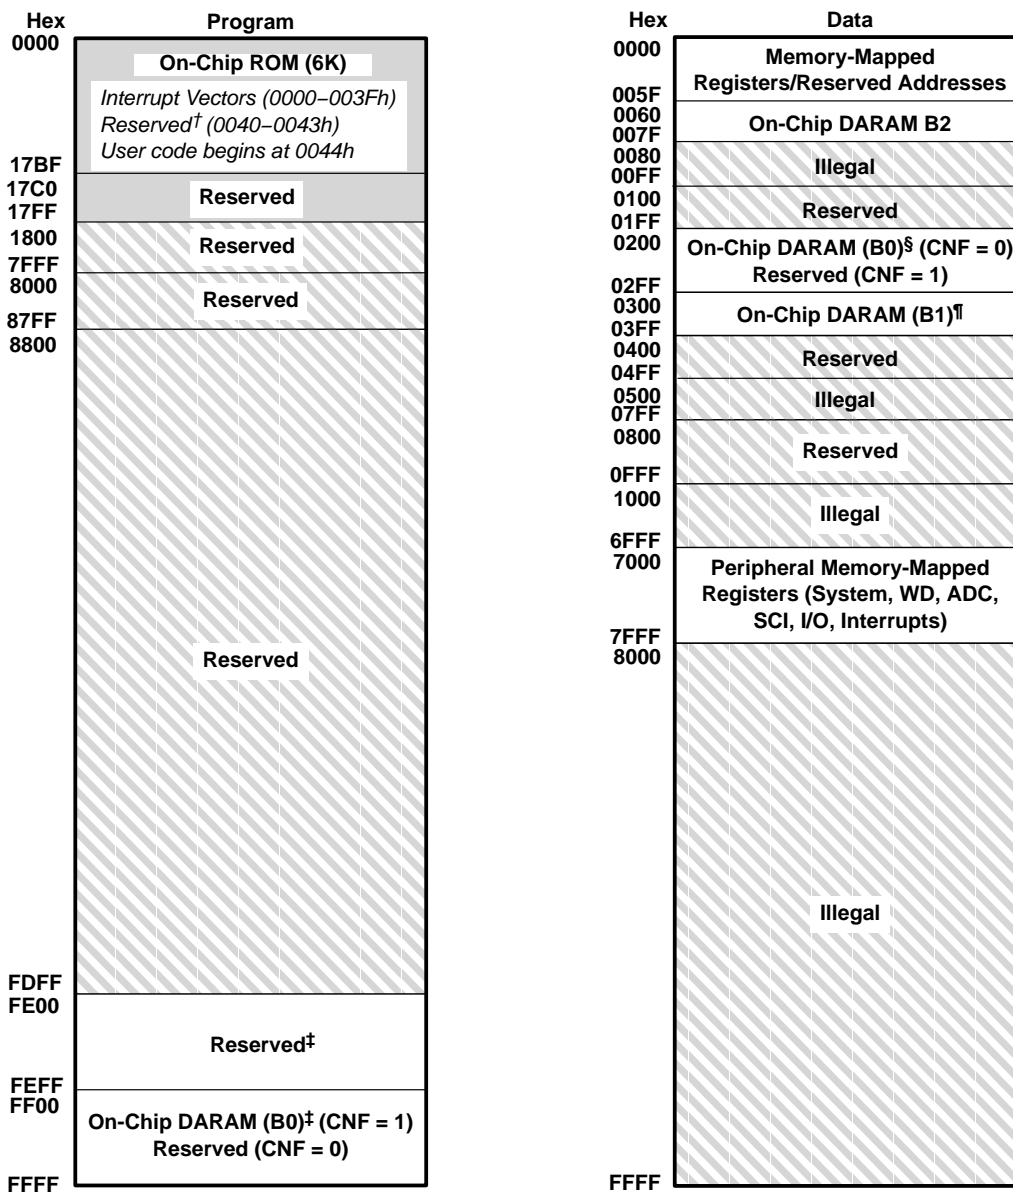 Hex
Program
0000
On-Chip ROM (6K)
Interrupt Vectors (0000–003Fh)
Reserved† (0040–0043h)
User code begins at 0044h
17BF
17C0
Reserved
17FF
1800
Reserved
7FFF
8000
Reserved
87FF
8800
Reserved
FDFF
FE00
Reserved‡
FEFF
FF00
On-Chip DARAM (B0)‡ (CNF = 1)
Reserved (CNF = 0)
FFFF
Hex
Data
0000
Memory-Mapped
Registers/Reserved Addresses
005F
0060
On-Chip DARAM B2
007F
0080
Illegal
00FF
0100
Reserved
01FF
0200
On-Chip DARAM (B0)§ (CNF = 0)
Reserved (CNF = 1)
02FF
0300
On-Chip DARAM (B1)¶
03FF
0400
Reserved
04FF
0500
Illegal
07FF
0800
Reserved
0FFF
1000
Illegal
6FFF
7000
Peripheral Memory-Mapped
Registers (System, WD, ADC,
SCI, I/O, Interrupts)
7FFF
8000
Illegal
FFFF